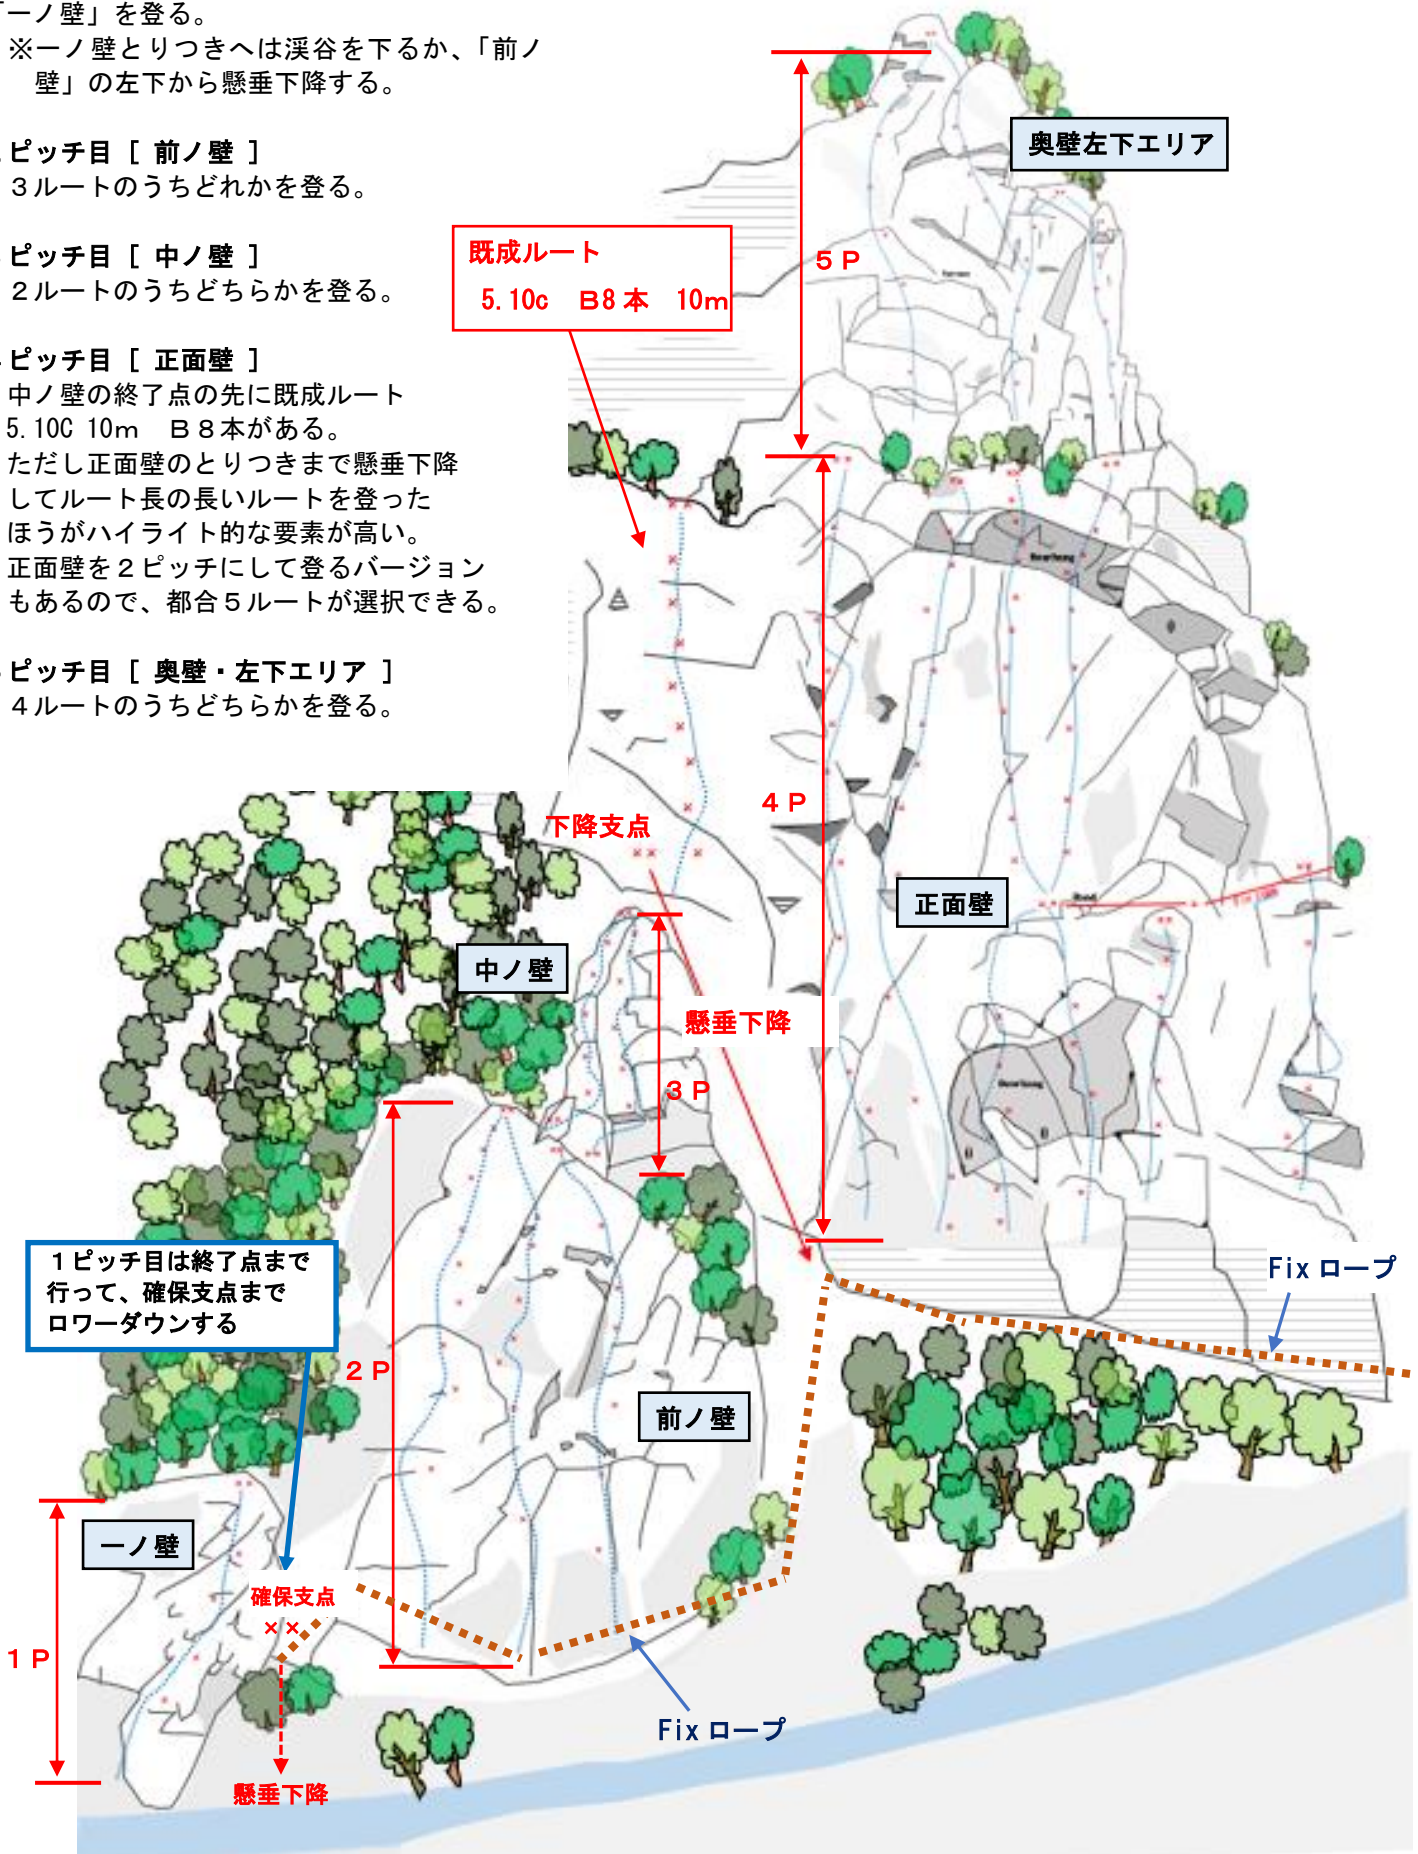 「一ノ壁」を登る。
※一ノ壁とりつきへは渓谷を下るか、「前ノ
壁」の左下から懸垂下降する。
ピッチ目［ 前ノ壁 ］
３ルートのうちどれかを登る。
ピッチ目［ 中ノ壁 ］
２ルートのうちどちらかを登る。
ピッチ目［ 正面壁 ］
中ノ壁の終了点の先に既成ルート
5.10C 10ｍ　Ｂ８本がある。
ただし正面壁のとりつきまで懸垂下降
してルート長の長いルートを登った
ほうがハイライト的な要素が高い。
正面壁を２ピッチにして登るバージョン
もあるので、都合５ルートが選択できる。
ピッチ目［ 奥壁・左下エリア ］
４ルートのうちどちらかを登る。
奥壁左下エリア
既成ルート
5.10c　Ｂ8本　10ｍ
５Ｐ
４Ｐ
下降支点
正面壁
中ノ壁
懸垂下降
３Ｐ
１ピッチ目は終了点まで
行って、確保支点まで
ロワーダウンする
Fixロープ
２Ｐ
前ノ壁
一ノ壁
確保支点
１Ｐ
Fixロープ
懸垂下降